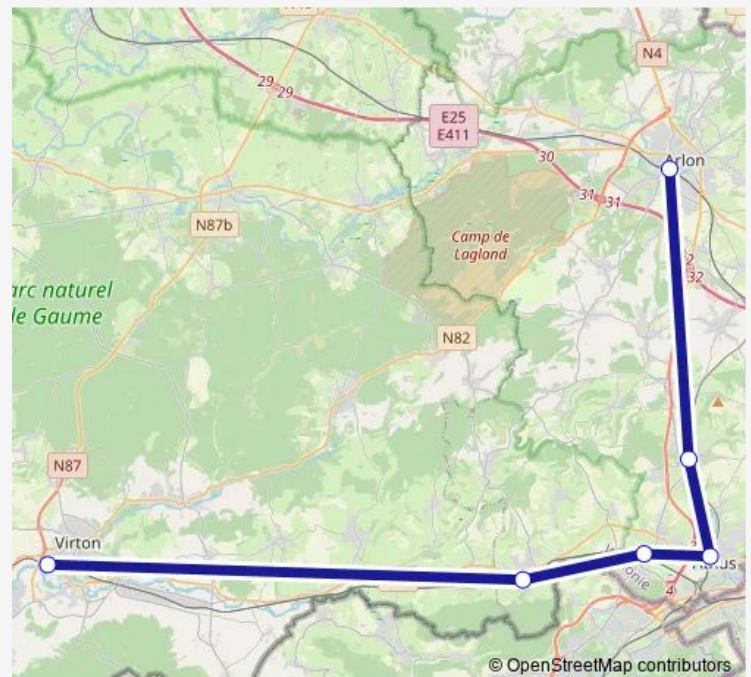 N4
29
29
E25
E411
30
Arlon
31
31
N87b
Camp de
Lagland
32
arc naturel
de Gaume
N82
N87
Virton
© OpenStreetMap contributors